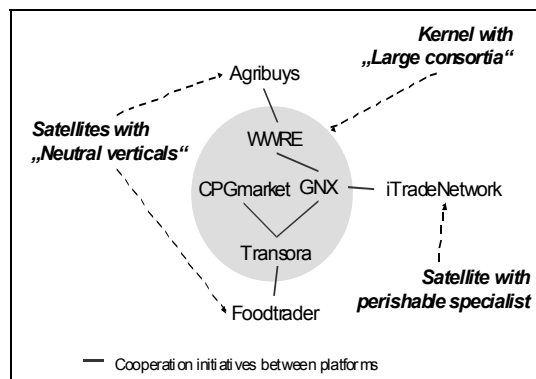 Kernel with
„Large consortia“
Agribuys
Satellites with
„Neutral verticals“
WWRE
CPGmarket GNX iTradeNetwork
Transora
Satellite with
perishable specialist
Foodtrader
Cooperation initiatives between platforms